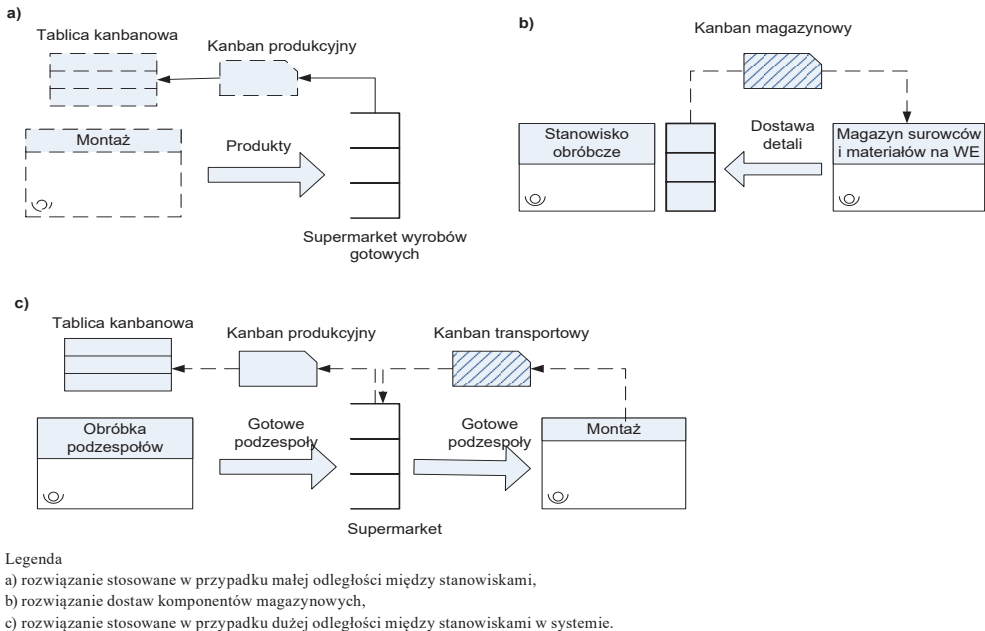 a)
Tablica kanbanowa
Kanban produkcyjny
Montaż
Produkty
Supermarket wyrobów
gotowych
b)
Kanban magazynowy
Stanowisko
obróbcze
Dostawa
detali
Magazyn surowców
i materiałów na WE
c)
Tablica kanbanowa
Kanban produkcyjny
Kanban transportowy
Obróbka
podzespołów
Gotowe
podzespoły
Gotowe
podzespoły
Montaż
Supermarket
Legenda
a) rozwiązanie stosowane w przypadku małej odległości między stanowiskami,
b) rozwiązanie dostaw komponentów magazynowych,
c) rozwiązanie stosowane w przypadku dużej odległości między stanowiskami w systemie.